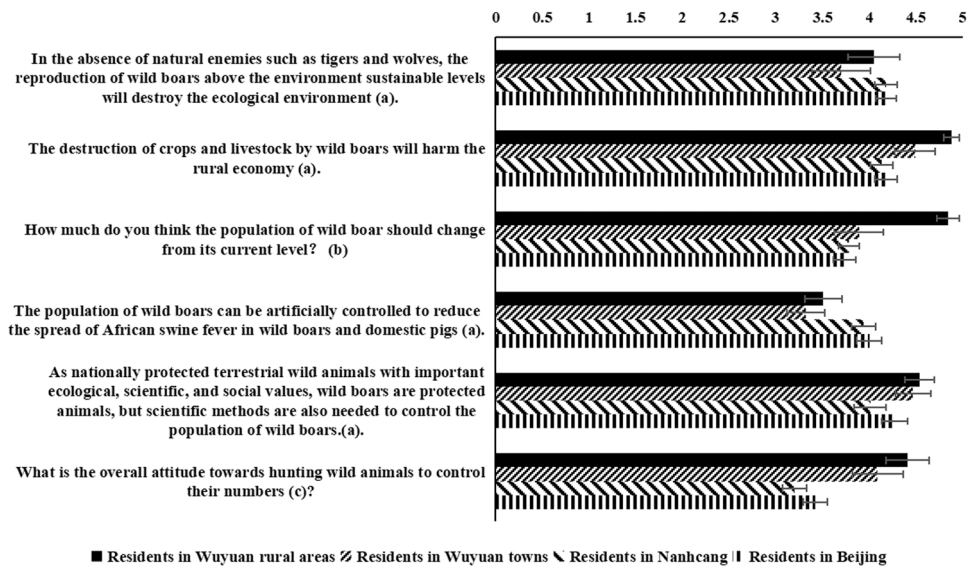 0 0.5 1 1.5 2 2.5 3 3.5 4 4.5 5
In the absence of natural enemies such as tigers and wolves, the
reproduction of wild boars above the environment sustainable levels
will destroy the ecological environment (a).
The destruction of crops and livestock by wild boars will harm the
rural economy (a).
How much do you think the population of wild boar should change
from its current level? (b)
The population of wild boars can be artificially controlled to reduce
the spread of African swine fever in wild boars and domestic pigs (a).
As nationally protected terrestrial wild animals with important
ecological, scientific, and social values, wild boars are protected
animals, but scientific methods are also needed to control the
population of wild boars.(a).
What is the overall attitude towards hunting wild animals to control
their numbers (c)?
Residents in Wuyuan rural areas Residents in Wuyuan towns Residents in Nanhcang Residents in Beijing